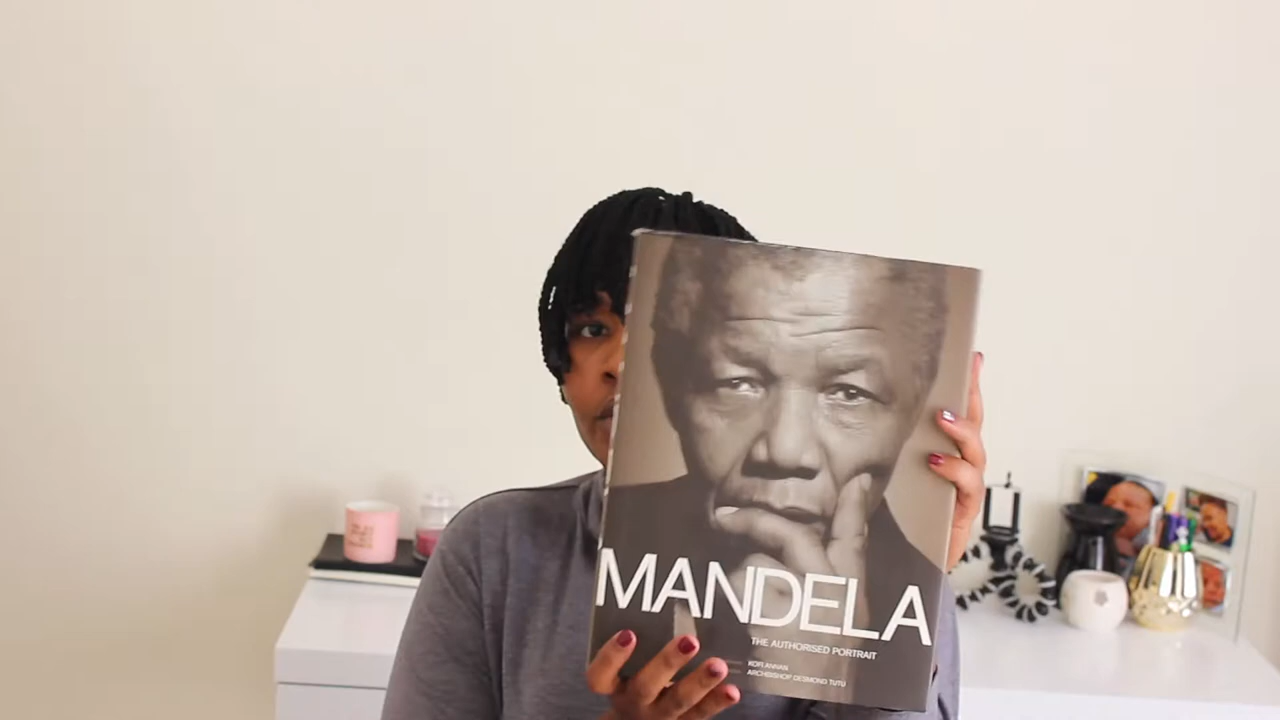 MANDELA
THE AUTHORISED PORTRAIT
KOFI ANNAN
ARCHBISHOP DESMOND TUTU